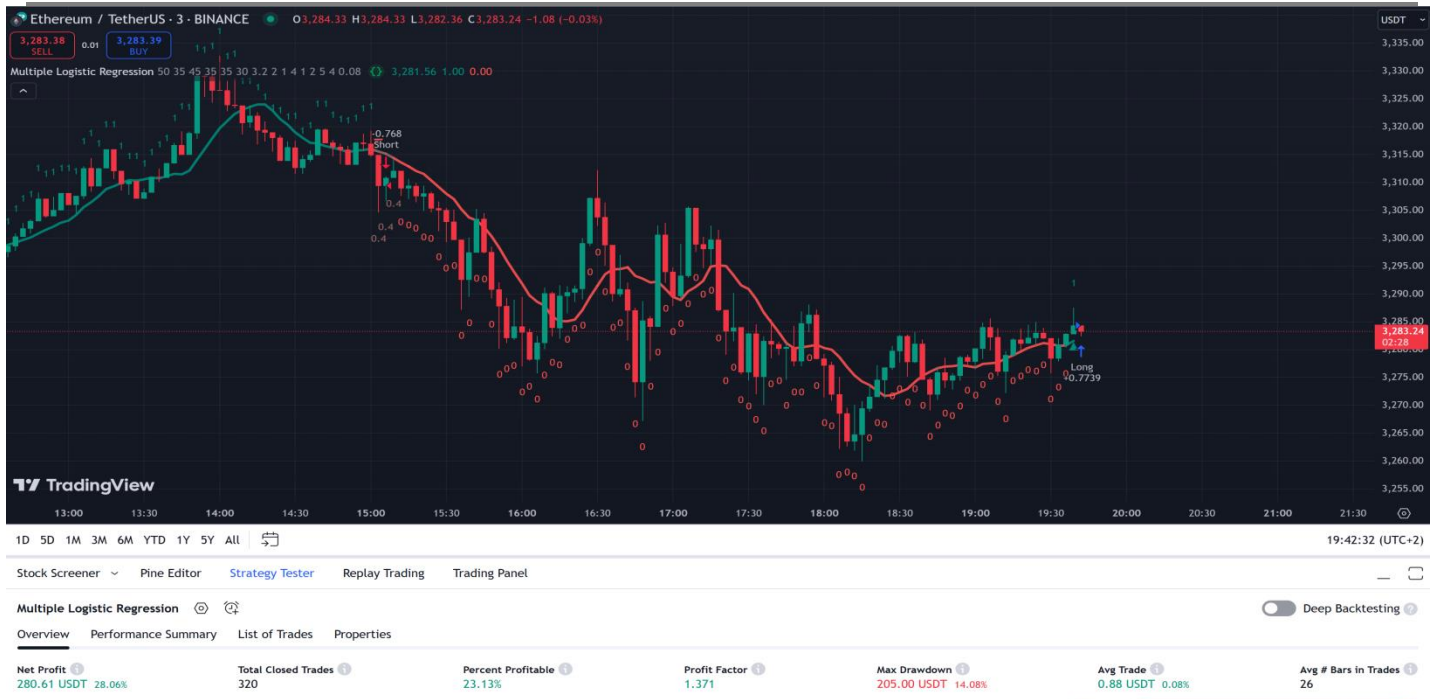 Ethereum / TetherUS · 3 · BINANCE O3,284.33 H3,284.33 L3,282.36 C3,283.24 −1.08 (−0.03%)
USDT
3,283.38 SELL 0.01 3,283.39 BUY
Multiple Logistic Regression 50 35 45 35 35 30 3.2 2 1 4 1 2 5 4 0.08 3,281.56 1.00 0.00
3,335.00
3,330.00
3,325.00
3,320.00
3,315.00
3,310.00
3,305.00
3,300.00
3,295.00
3,290.00
3,285.00
3,283.24
02:28
3,280.00
3,275.00
3,270.00
3,265.00
3,260.00
3,255.00
-0.768
Short
0.4
0.4
0.4
Long
+0.7739
TradingView
13:00 13:30 14:00 14:30 15:00 15:30 16:00 16:30 17:00 17:30 18:00 18:30 19:00 19:30 20:00 20:30 21:00 21:30
1D 5D 1M 3M 6M YTD 1Y 5Y All 19:42:32 (UTC+2)
Stock Screener Pine Editor Strategy Tester Replay Trading Trading Panel
Multiple Logistic Regression Deep Backtesting
Overview Performance Summary List of Trades Properties
Net Profit Total Closed Trades Percent Profitable Profit Factor Max Drawdown Avg Trade Avg # Bars in Trades
280.61 USDT 28.06% 320 23.13% 1.371 205.00 USDT 14.08% 0.88 USDT 0.08% 26